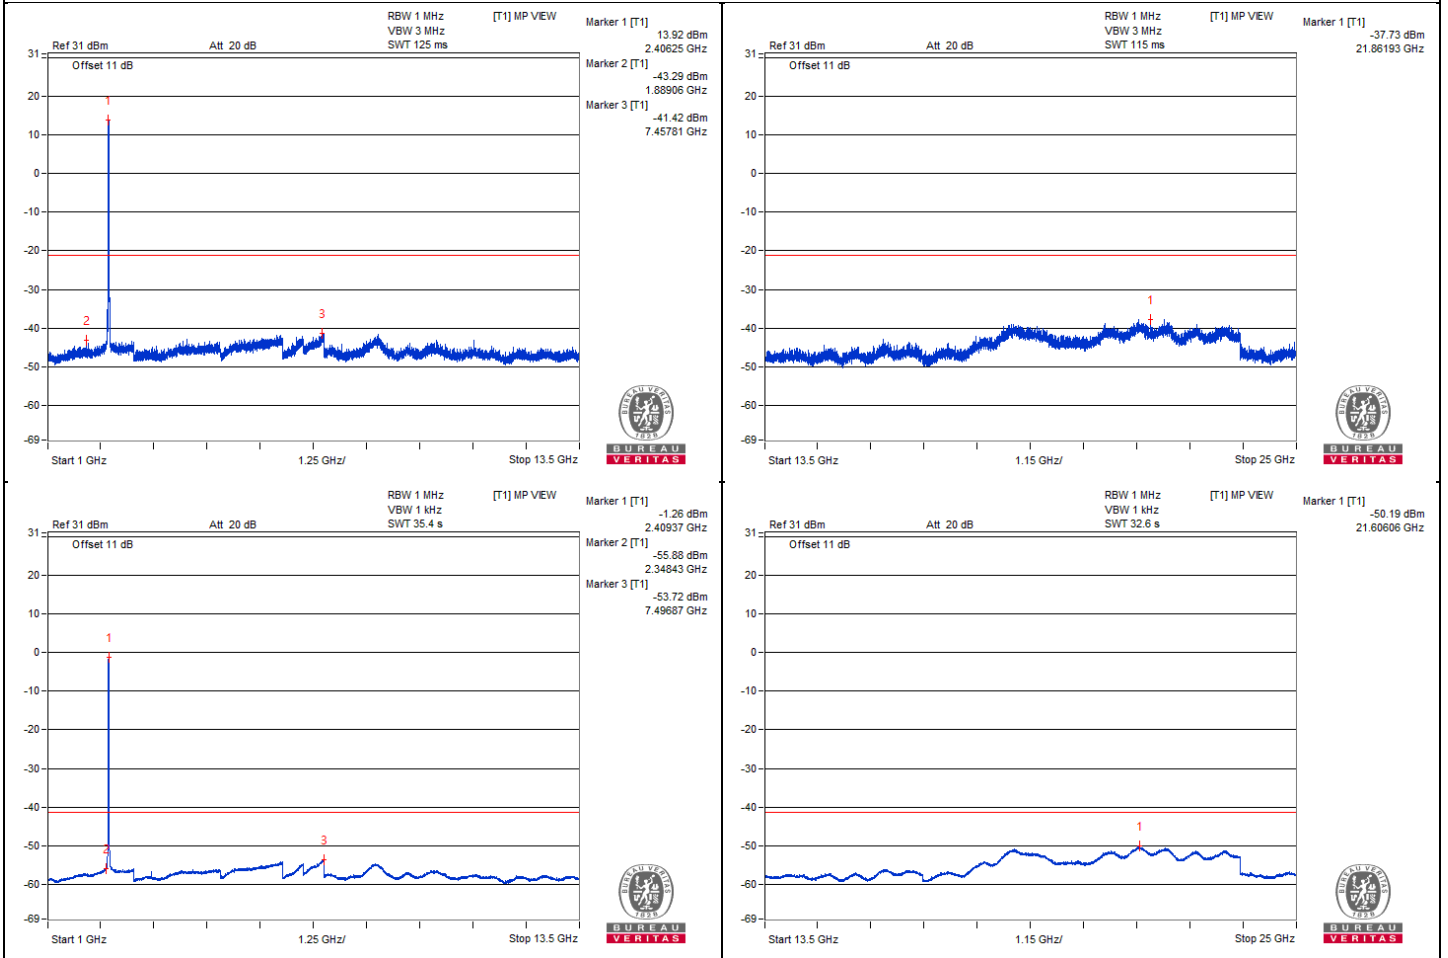 RBW 1 MHz
[T1] MP VIEW
VBW 3 MHz
Ref 31 dBm
Att 20 dB
SWT 125 ms
Marker 1 [T1]
13.92 dBm
2.40625 GHz
Marker 2 [T1]
-43.29 dBm
1.88906 GHz
Marker 3 [T1]
-41.42 dBm
7.45781 GHz
31
Offset 11 dB
20
1
10
0
-10
-20
-30
2
3
-40
-50
-60
-69
Start 1 GHz
1.25 GHz/
Stop 13.5 GHz
BUREAU VERITAS
1828
BUREAU
VERITAS
RBW 1 MHz
[T1] MP VIEW
VBW 3 MHz
Ref 31 dBm
Att 20 dB
SWT 115 ms
Marker 1 [T1]
-37.73 dBm
21.86193 GHz
31
Offset 11 dB
20
10
0
-10
-20
-30
1
-40
-50
-60
-69
Start 13.5 GHz
1.15 GHz/
Stop 25 GHz
BUREAU VERITAS
1828
BUREAU
VERITAS
RBW 1 MHz
[T1] MP VIEW
VBW 1 kHz
Ref 31 dBm
Att 20 dB
SWT 35.4 s
Marker 1 [T1]
-1.26 dBm
2.40937 GHz
Marker 2 [T1]
-55.88 dBm
2.34843 GHz
Marker 3 [T1]
-53.72 dBm
7.49687 GHz
31
Offset 11 dB
20
10
1
0
-10
-20
-30
-40
3
2
-50
-60
-69
Start 1 GHz
1.25 GHz/
Stop 13.5 GHz
BUREAU VERITAS
1828
BUREAU
VERITAS
RBW 1 MHz
[T1] MP VIEW
VBW 1 kHz
Ref 31 dBm
Att 20 dB
SWT 32.6 s
Marker 1 [T1]
-50.19 dBm
21.60606 GHz
31
Offset 11 dB
20
10
0
-10
-20
-30
-40
1
-50
-60
-69
Start 13.5 GHz
1.15 GHz/
Stop 25 GHz
BUREAU VERITAS
1828
BUREAU
VERITAS